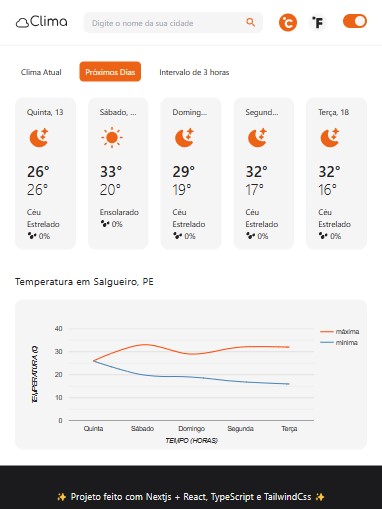 Clima
Digite o nome da sua cidade
°C
°F
Clima Atual
Próximos Dias
Intervalo de 3 horas
Quinta, 13
Sábado, ...
Doming...
Segund...
Terça, 18
26°
26°
33°
20°
29°
19°
32°
17°
32°
16°
Céu
Estrelado
0%
Ensolarado
0%
Céu
Estrelado
0%
Céu
Estrelado
0%
Céu
Estrelado
0%
Temperatura em Salgueiro, PE
40
30
20
10
0
TEMPERATURA (C)
Quinta
Sábado
Domingo
Segunda
Terça
TEMPO (HORAS)
máxima
mínima
✨ Projeto feito com Nextjs + React, TypeScript e TailwindCss ✨